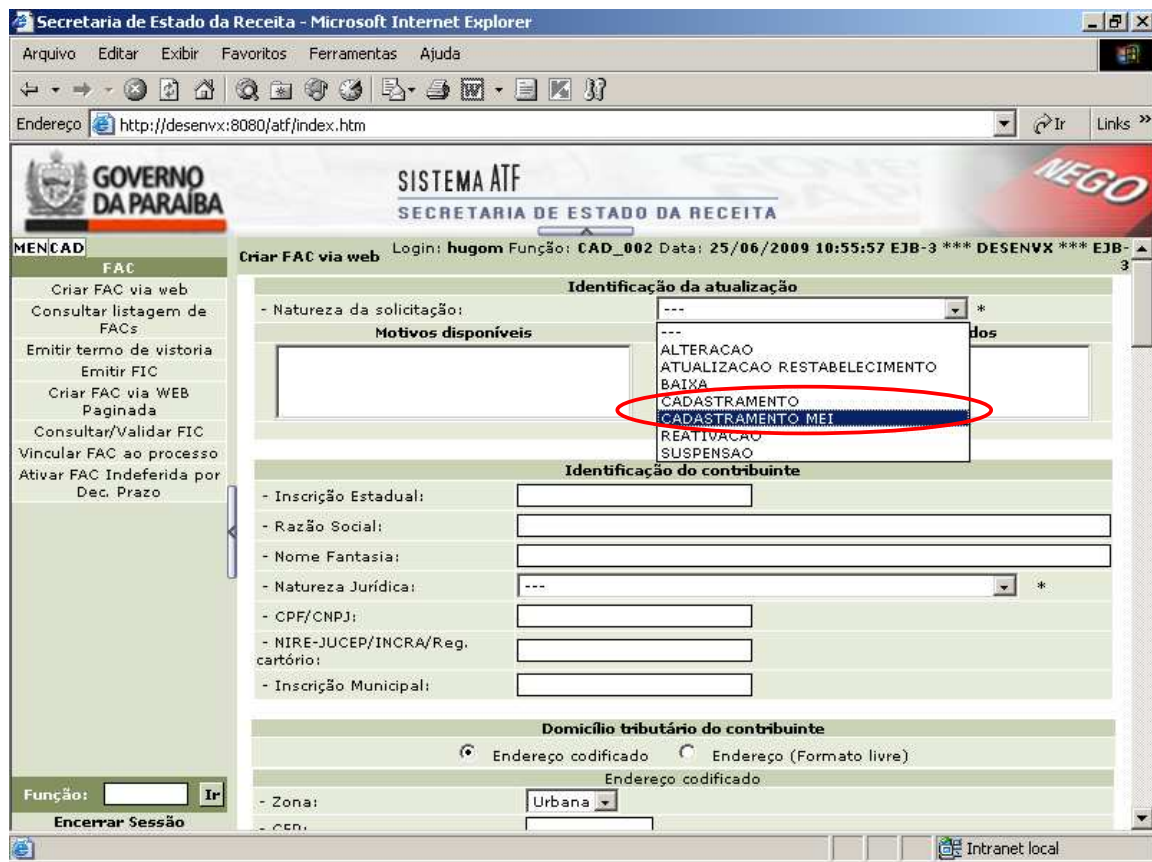 Secretaria de Estado da Receita - Microsoft Internet Explorer
Arquivo Editar Exibir Favoritos Ferramentas Ajuda
Endereço http://desenvx:8080/atf/index.htm Ir Links »
GOVERNO
DA PARAÍBA
SISTEMA ATF
SECRETARIA DE ESTADO DA RECEITA
NEGO
MENCAD
FAC
Criar FAC via web
Consultar listagem de
FACs
Emitir termo de vistoria
Emitir FIC
Criar FAC via WEB
Paginada
Consultar/Validar FIC
Vincular FAC ao processo
Ativar FAC Indeferida por
Dec. Prazo
Função: Ir
Encerrar Sessão
Criar FAC via web Login: hugom Função: CAD_002 Data: 25/06/2009 10:55:57 EJB-3 *** DESENVX *** EJB-
3
Identificação da atualização
- Natureza da solicitação: --- *
Motivos disponíveis dos
---
ALTERACAO
ATUALIZACAO RESTABELECIMENTO
BAIXA
CADASTRAMENTO
CADASTRAMENTO MEI
REATIVACAO
SUSPENSAO
Identificação do contribuinte
- Inscrição Estadual:
- Razão Social:
- Nome Fantasia:
- Natureza Jurídica: --- *
- CPF/CNPJ:
- NIRE-JUCEP/INCRA/Reg.
cartório:
- Inscrição Municipal:
Domicílio tributário do contribuinte
Endereço codificado Endereço (Formato livre)
Endereço codificado
- Zona: Urbana
- CEP:
Intranet local